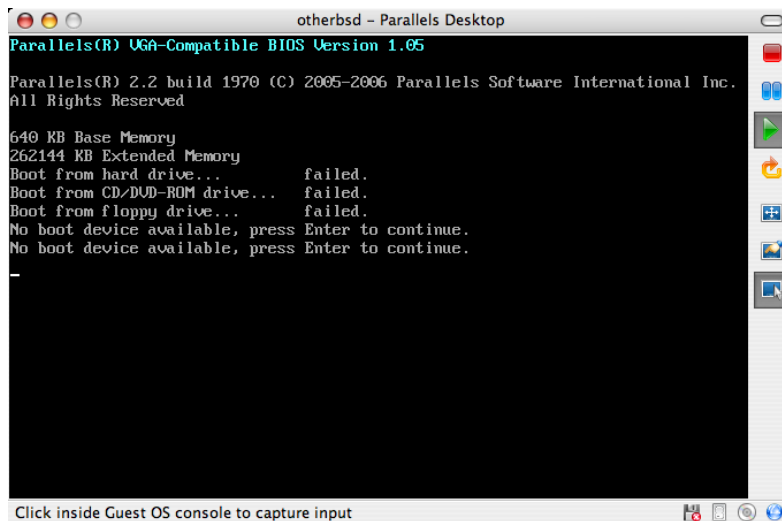 otherbsd – Parallels Desktop
Parallels(R) VGA-Compatible BIOS Version 1.05
Parallels(R) 2.2 build 1970 (C) 2005-2006 Parallels Software International Inc.
All Rights Reserved
640 KB Base Memory
262144 KB Extended Memory
Boot from hard drive... failed.
Boot from CD/DVD-ROM drive... failed.
Boot from floppy drive... failed.
No boot device available, press Enter to continue.
No boot device available, press Enter to continue.
Click inside Guest OS console to capture input